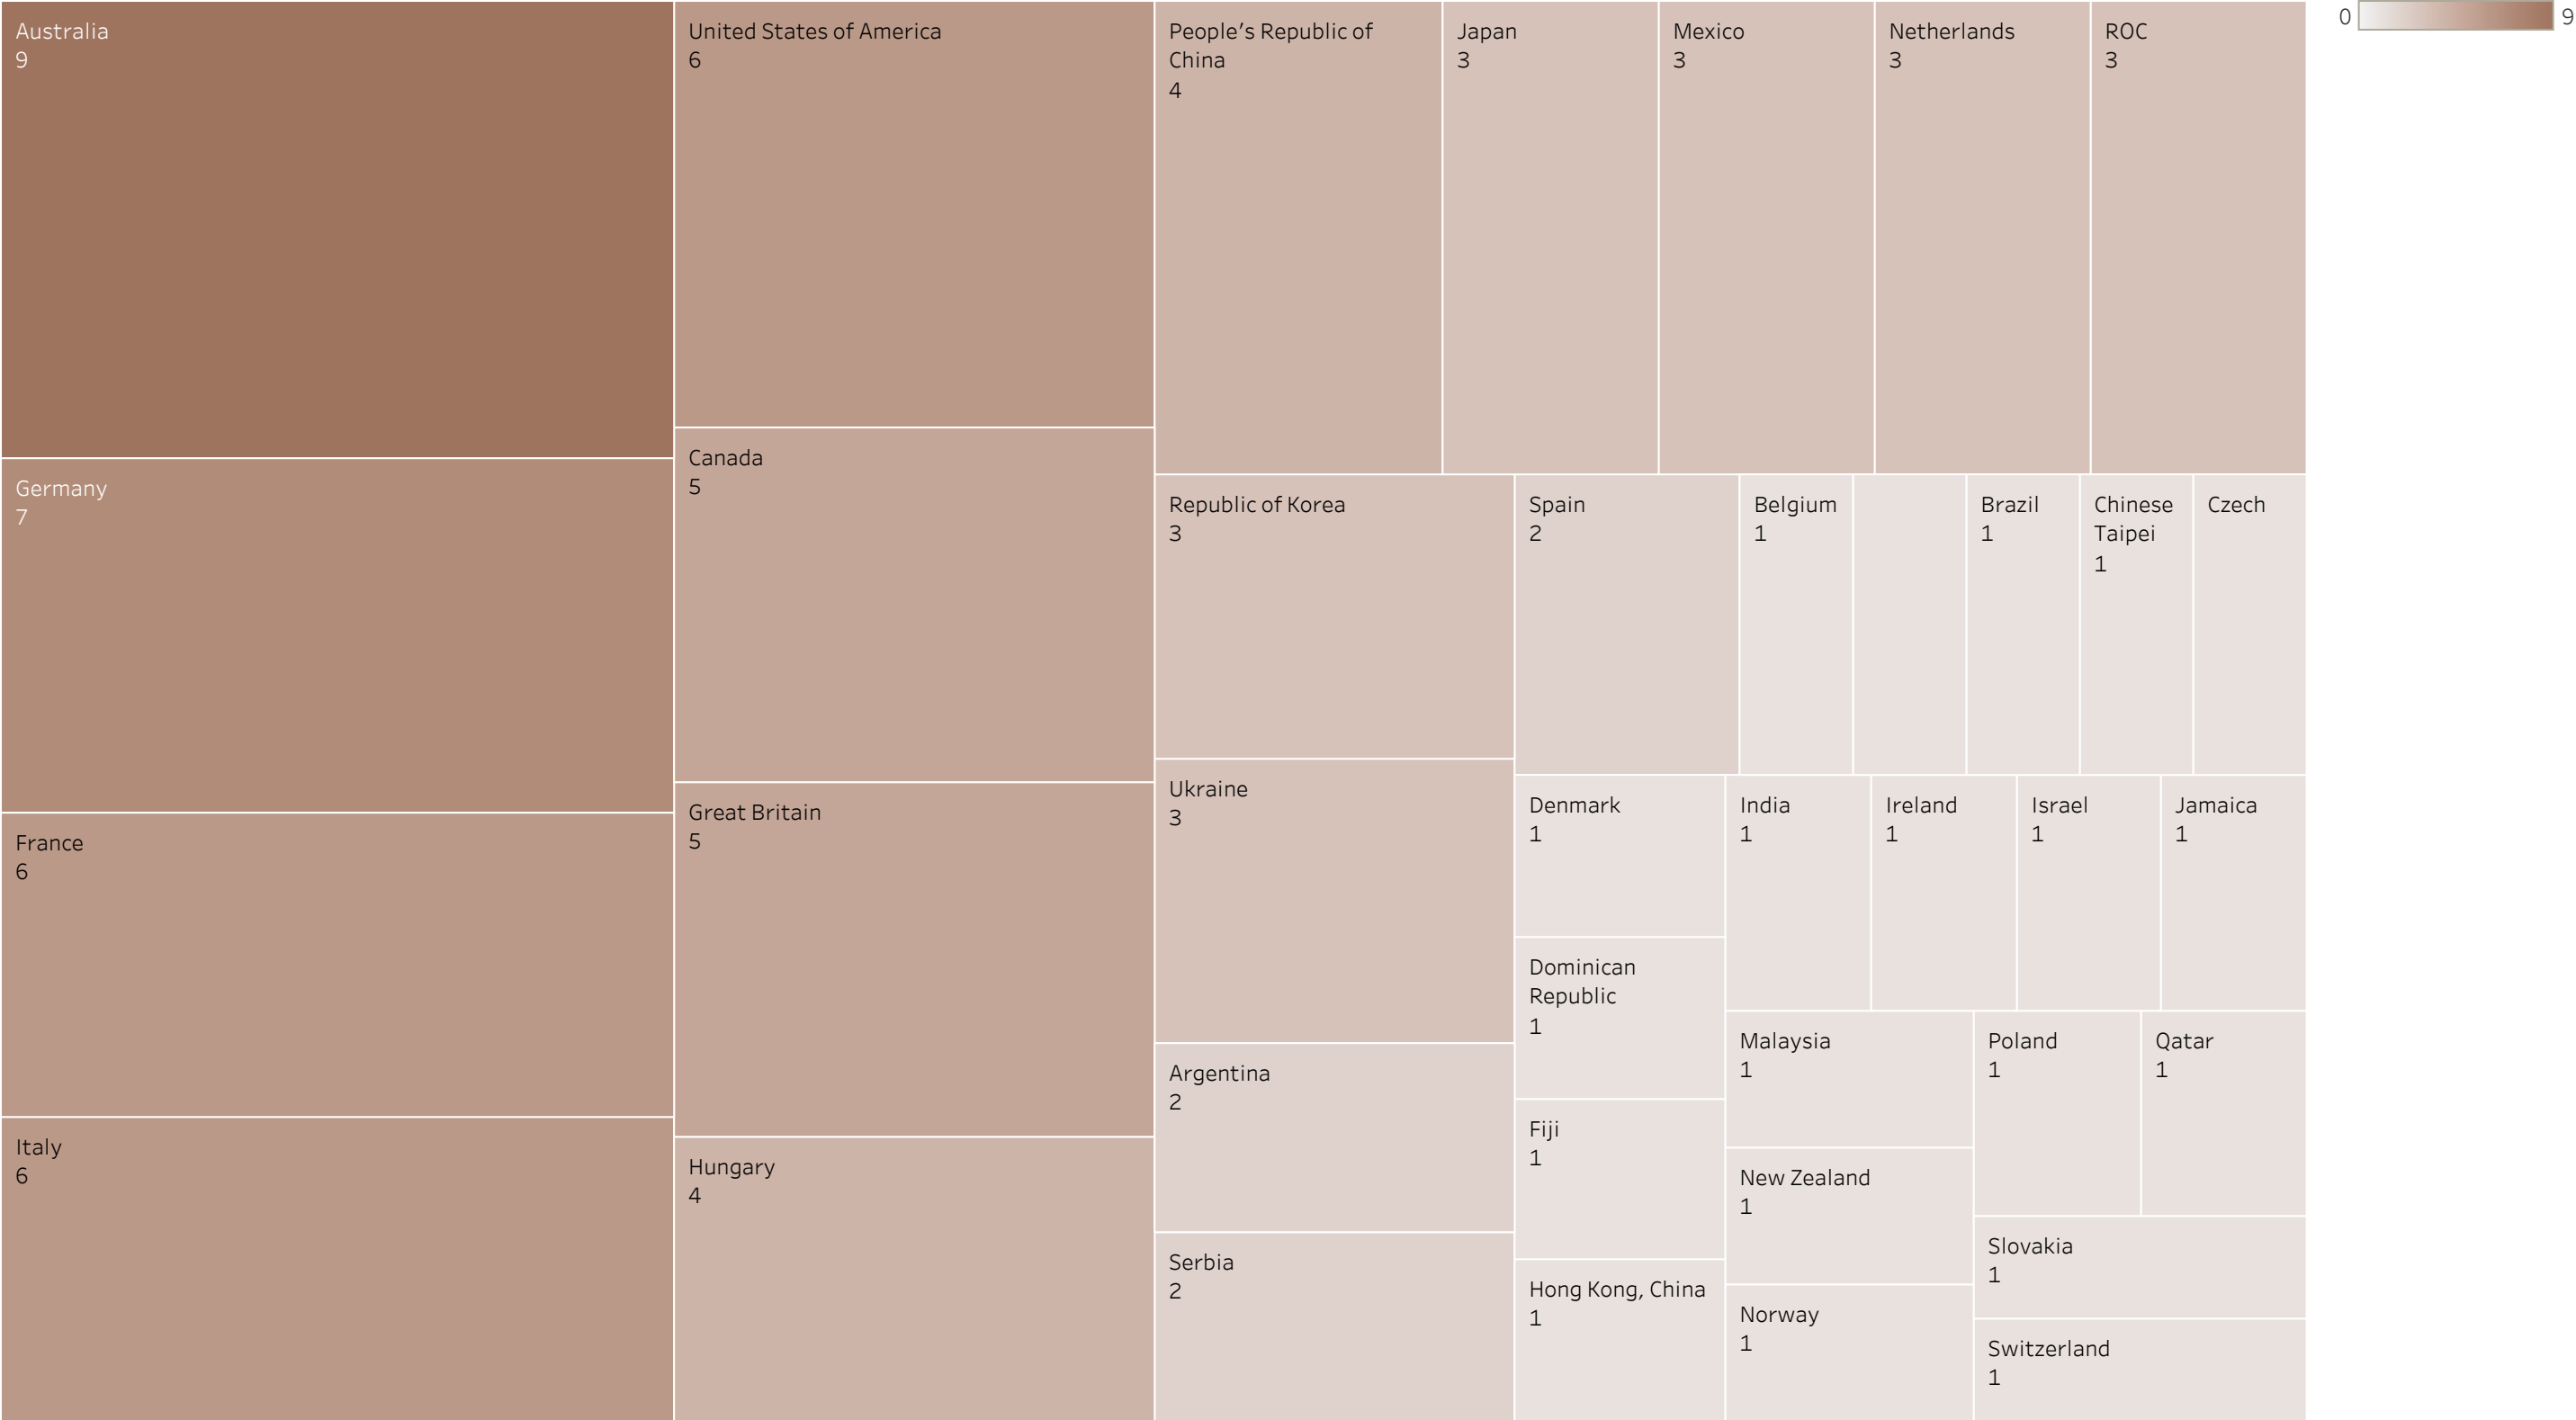 Australia
9
Germany
7
France
6
Italy
6
United States of America
6
Canada
5
Great Britain
5
Hungary
4
People’s Republic of
China
4
Japan
3
Mexico
3
Netherlands
3
ROC
3
Republic of Korea
3
Ukraine
3
Argentina
2
Serbia
2
Spain
2
Belgium
1
Brazil
1
Chinese
Taipei
1
Czech
Denmark
1
Dominican
Republic
1
Fiji
1
Hong Kong, China
1
India
1
Ireland
1
Israel
1
Jamaica
1
Malaysia
1
New Zealand
1
Norway
1
Poland
1
Qatar
1
Slovakia
1
Switzerland
1
0
9